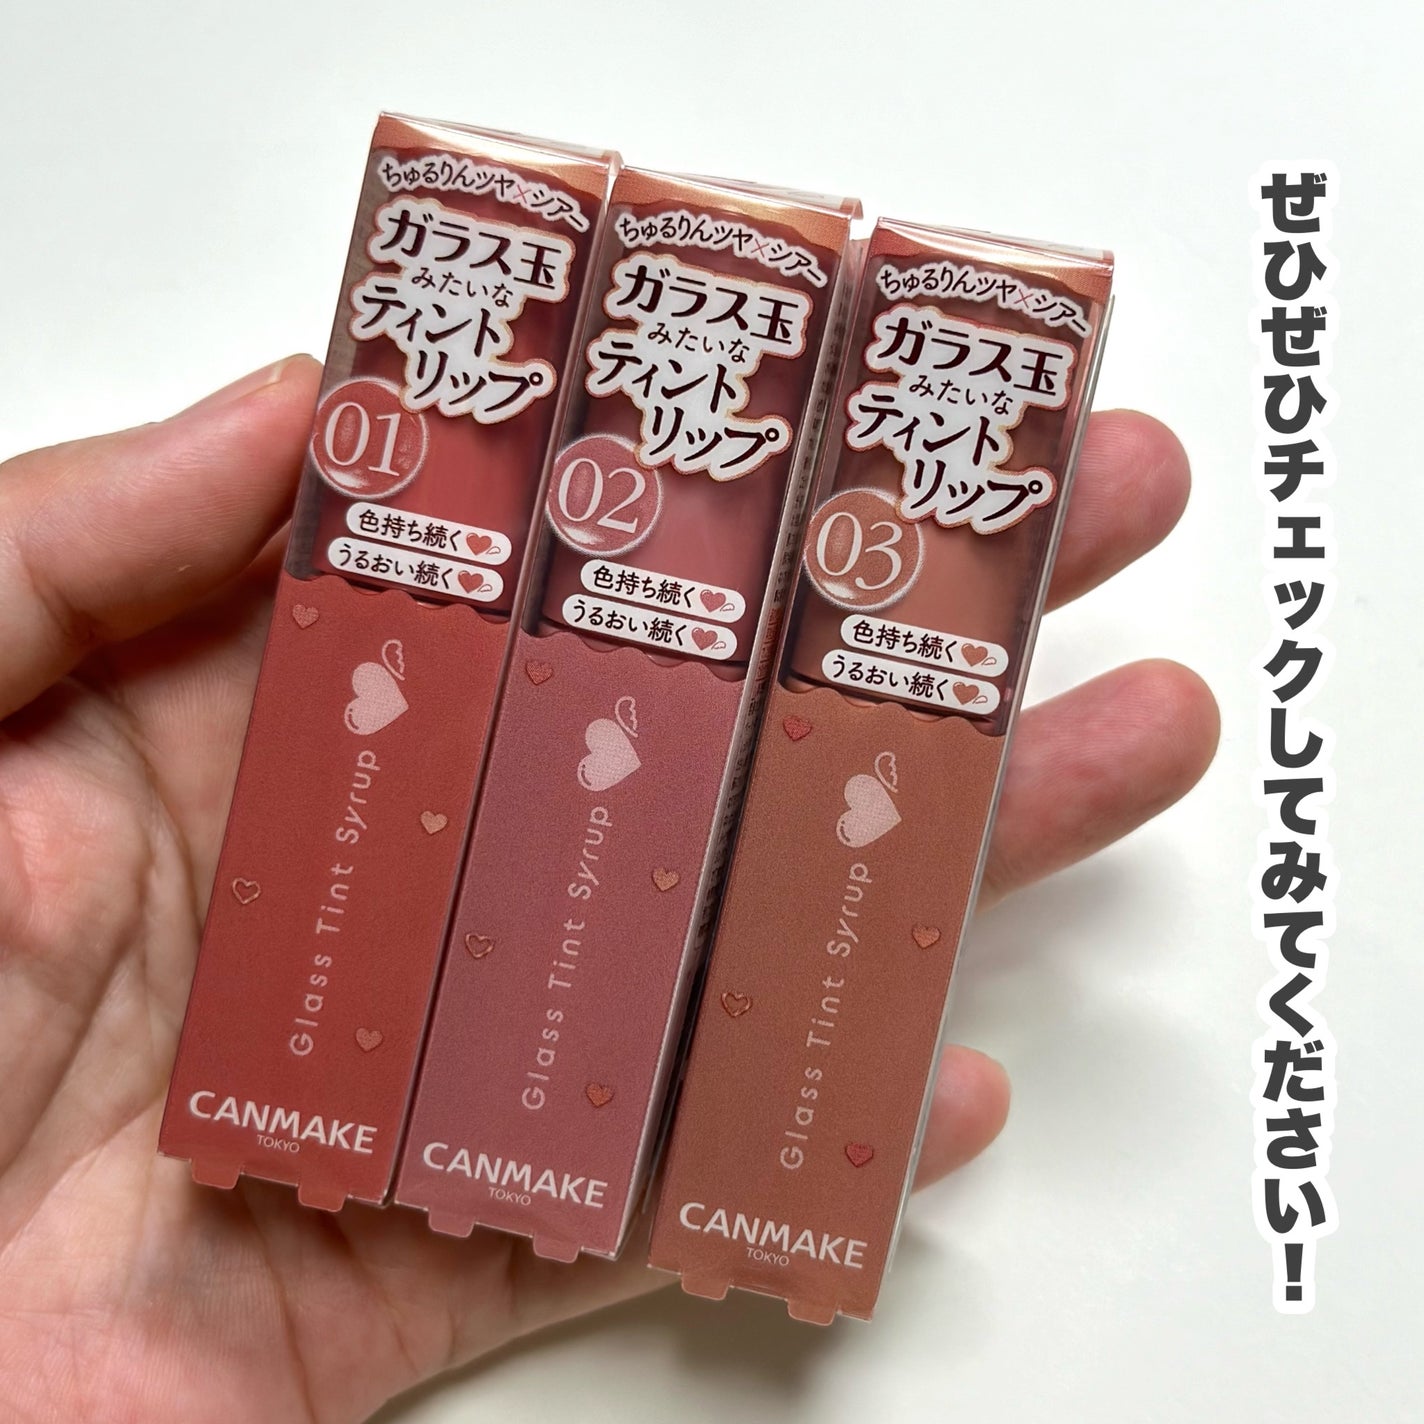 ちゅるりんツヤ×シアー
ガラス玉
みたいな
ティント
リップ
01
色持ち続く
うるおい続く
Glass Tint Syrup
CANMAKE
TOKYO
ちゅるりんツヤ×シアー
ガラス玉
みたいな
ティント
リップ
02
色持ち続く
うるおい続く
Glass Tint Syrup
CANMAKE
TOKYO
ちゅるりんツヤ×シアー
ガラス玉
みたいな
ティント
リップ
03
色持ち続く
うるおい続く
Glass Tint Syrup
CANMAKE
TOKYO
ぜひぜひチェックしてみてください！